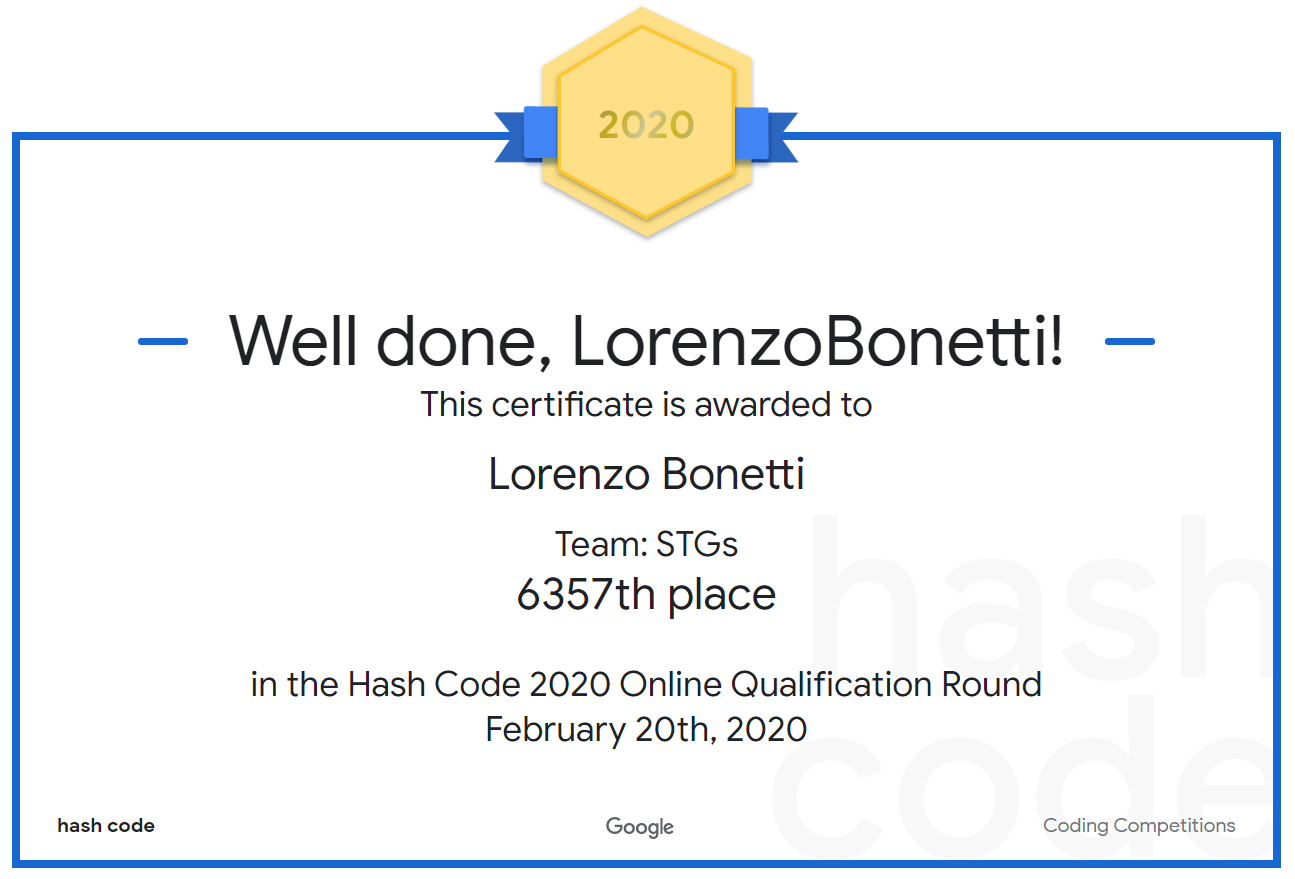 2020
Well done, LorenzoBonetti!
This certificate is awarded to
Lorenzo Bonetti
Team: STGs
6357th place
in the Hash Code 2020 Online Qualification Round
February 20th, 2020
hash
code
hash code
Google
Coding Competitions